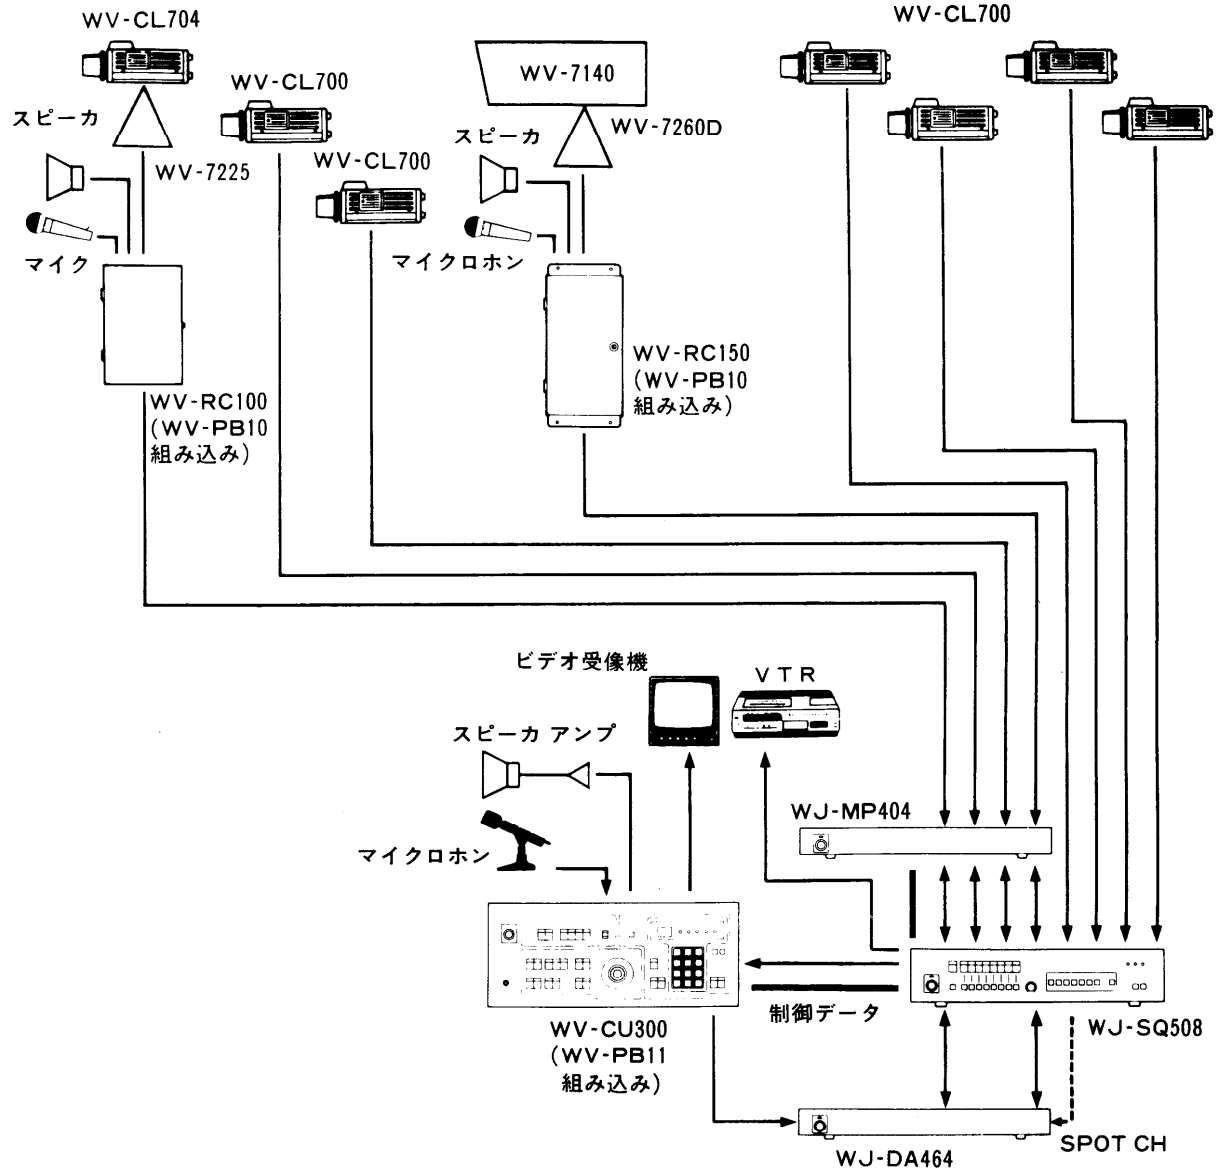 WV-CL704
WV-CL700
WV-CL700
WV-7140
スピーカ
WV-7225
マイク
WV-CL700
スピーカ
WV-7260D
マイクロホン
WV-RC100
(WV-PB10
組み込み)
WV-RC150
(WV-PB10
組み込み)
ビデオ受像機
VTR
スピーカ アンプ
マイクロホン
WJ-MP404
制御データ
WV-CU300
(WV-PB11
組み込み)
WJ-SQ508
SPOT CH
WJ-DA464